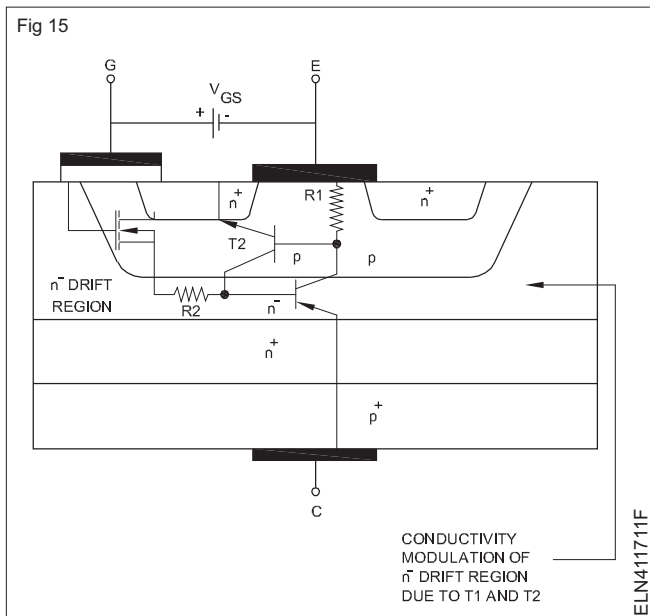 Fig 15
G
E
V GS
+ -
n+
R1
n+
T2
p
p
n– DRIFT
REGION
R2
n–
n+
p+
C
CONDUCTIVITY
MODULATION OF
n– DRIFT REGION
DUE TO T1 AND T2
ELN411711F